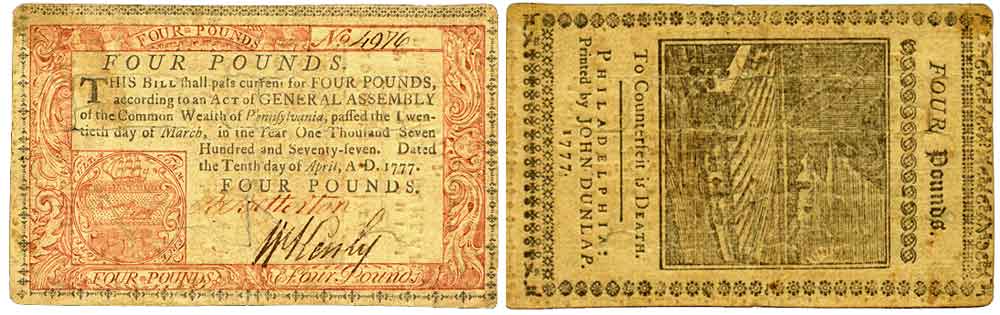 FOUR=POUNDS
No. 4976
FOUR POUNDS.
THIS BILL ſhall paſs current for FOUR POUNDS,
according to an ACT of GENERAL ASSEMBLY
of the Common Wealth of Pennſylvania, paſſed the Twen-
tieth day of March, in the Year One Thouſand Seven
Hundred and Seventy-ſeven. Dated
the Tenth day of April, A. D. 1777.
FOUR POUNDS.
FOUR=POUNDS
Four Pounds
FOUR Pounds.
To Counterfeit is DEATH.
PHILADELPHIA:
Printed by JOHN DUNLAP.
1777.